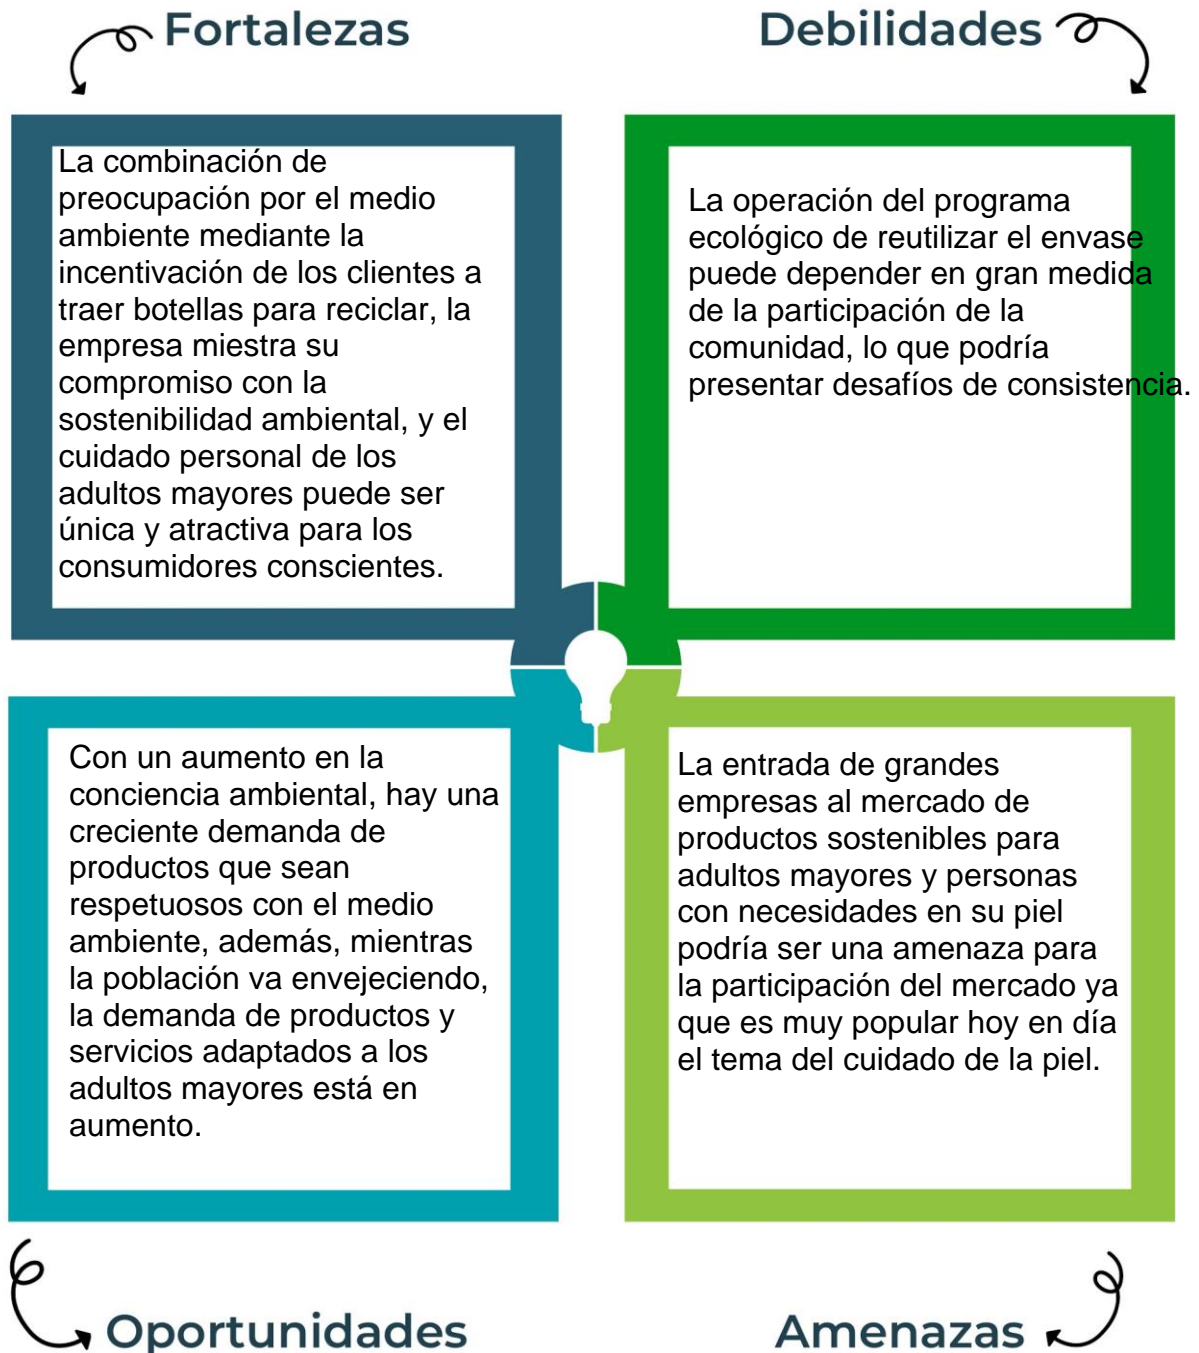 Fortalezas
La combinación de
preocupación por el medio
ambiente mediante la
incentivación de los clientes a
traer botellas para reciclar, la
empresa miestra su
compromiso con la
sostenibilidad ambiental, y el
cuidado personal de los
adultos mayores puede ser
única y atractiva para los
consumidores conscientes.
Debilidades
La operación del programa
ecológico de reutilizar el envase
puede depender en gran medida
de la participación de la
comunidad, lo que podría
presentar desafíos de consistencia.
Con un aumento en la
conciencia ambiental, hay una
creciente demanda de
productos que sean
respetuosos con el medio
ambiente, además, mientras
la población va envejeciendo,
la demanda de productos y
servicios adaptados a los
adultos mayores está en
aumento.
Oportunidades
La entrada de grandes
empresas al mercado de
productos sostenibles para
adultos mayores y personas
con necesidades en su piel
podría ser una amenaza para
la participación del mercado ya
que es muy popular hoy en día
el tema del cuidado de la piel.
Amenazas